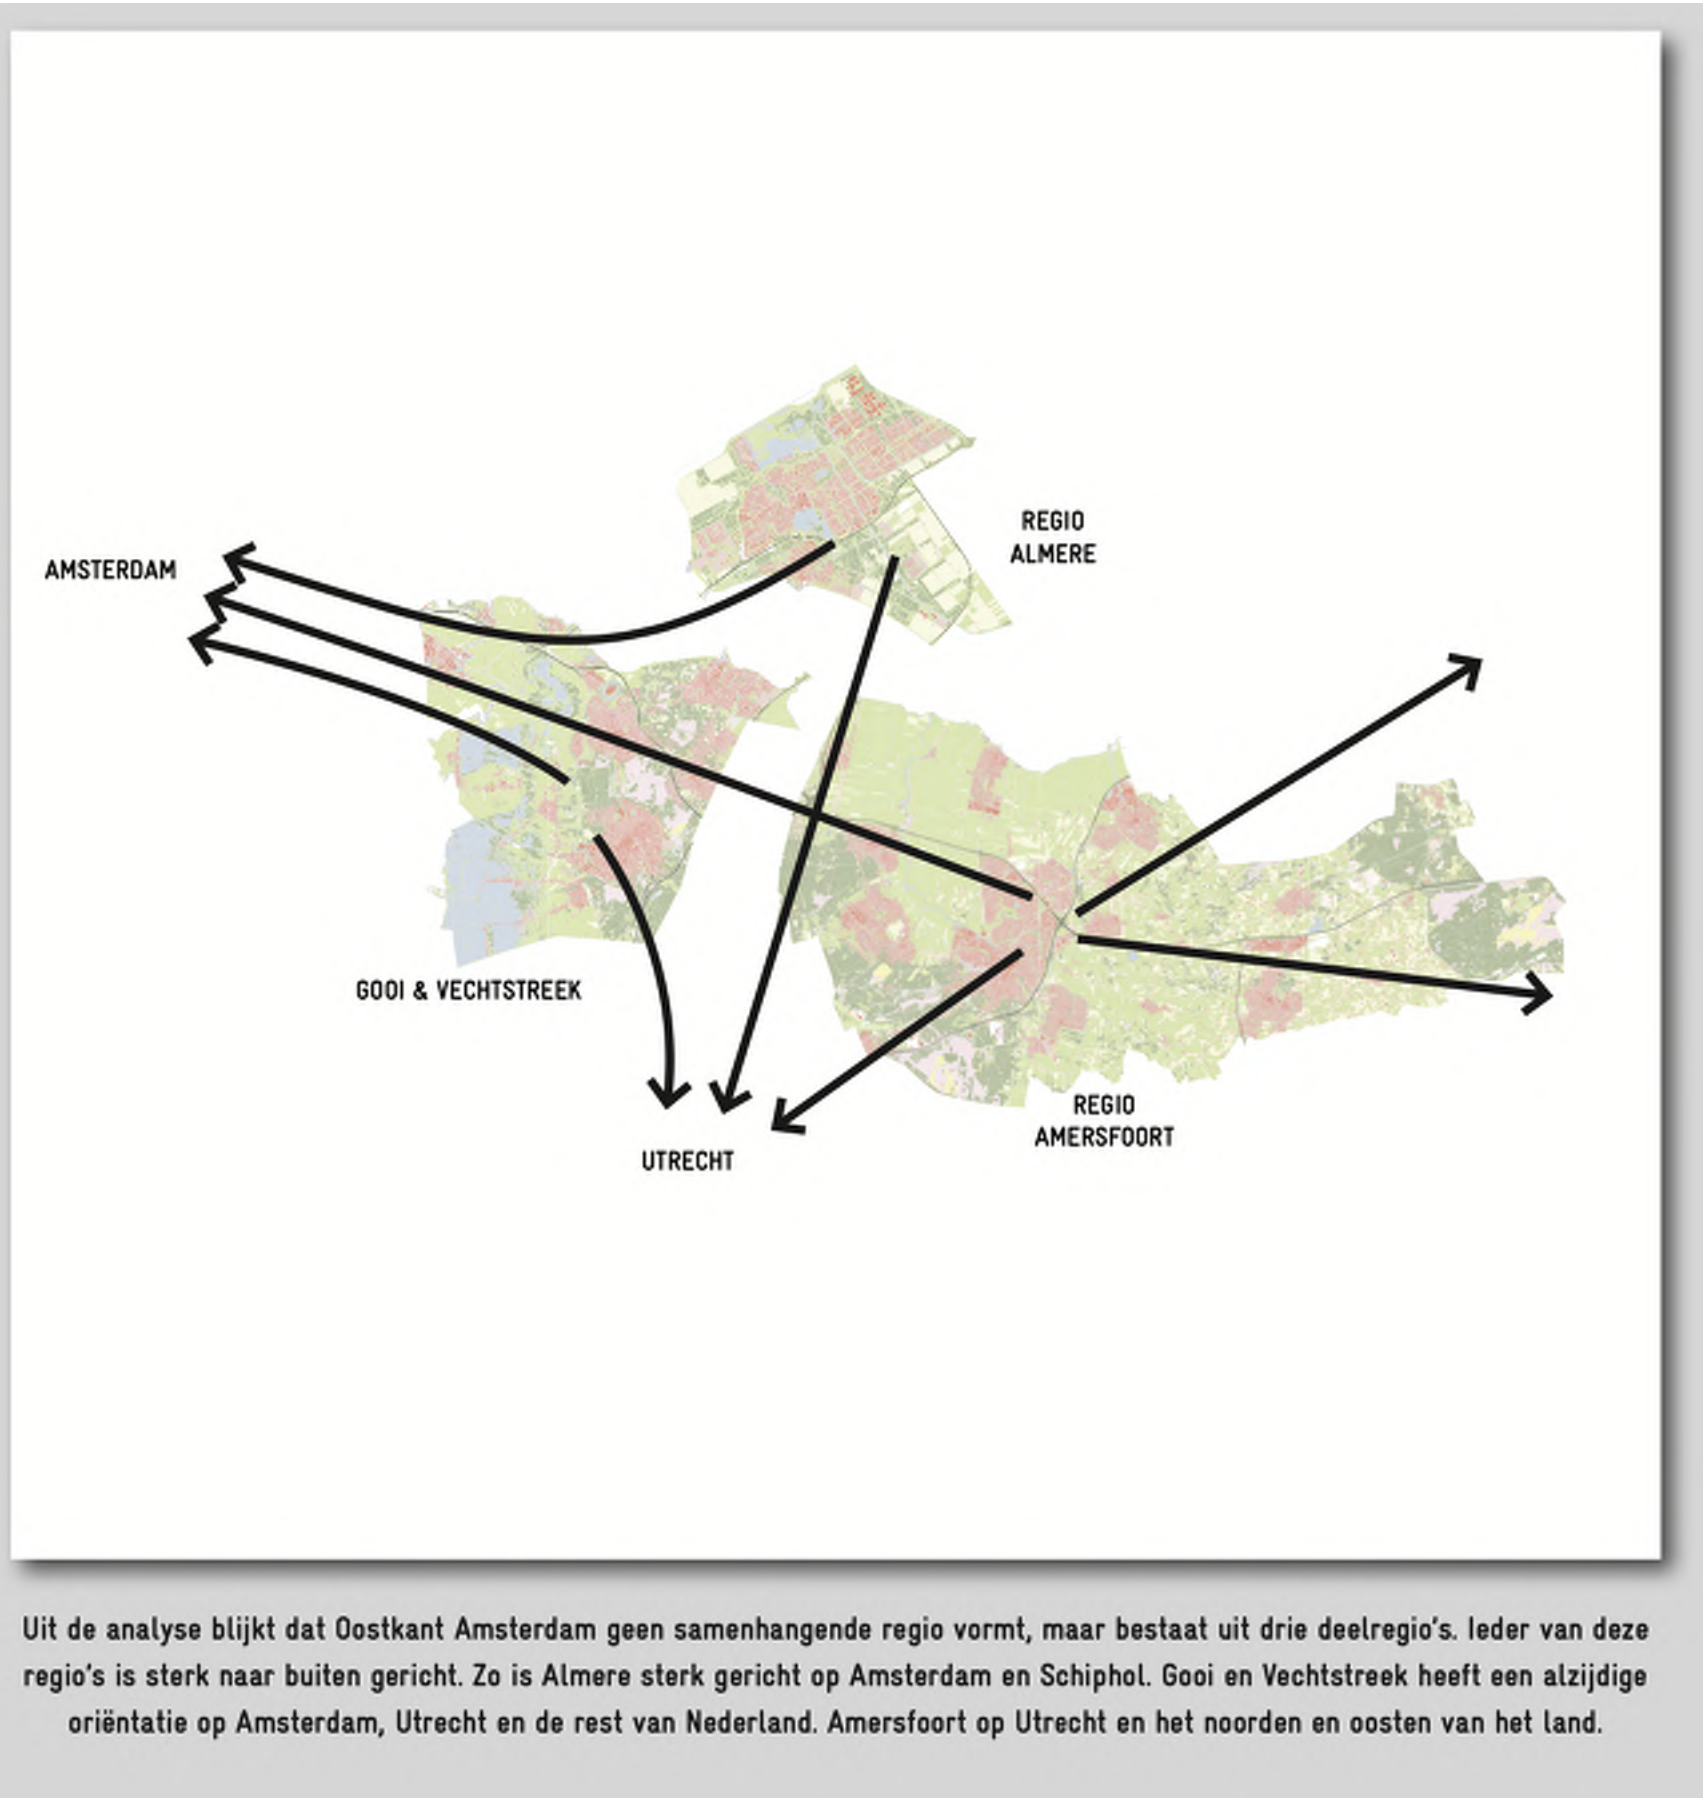 REGIO
ALMERE
AMSTERDAM
GOOI & VECHTSTREEK
REGIO
AMERSFOORT
UTRECHT
Uit de analyse blijkt dat Oostkant Amsterdam geen samenhangende regio vormt, maar bestaat uit drie deelregio's. Ieder van deze
regio's is sterk naar buiten gericht. Zo is Almere sterk gericht op Amsterdam en Schiphol. Gooi en Vechtstreek heeft een alzijdige
oriëntatie op Amsterdam, Utrecht en de rest van Nederland. Amersfoort op Utrecht en het noorden en oosten van het land.